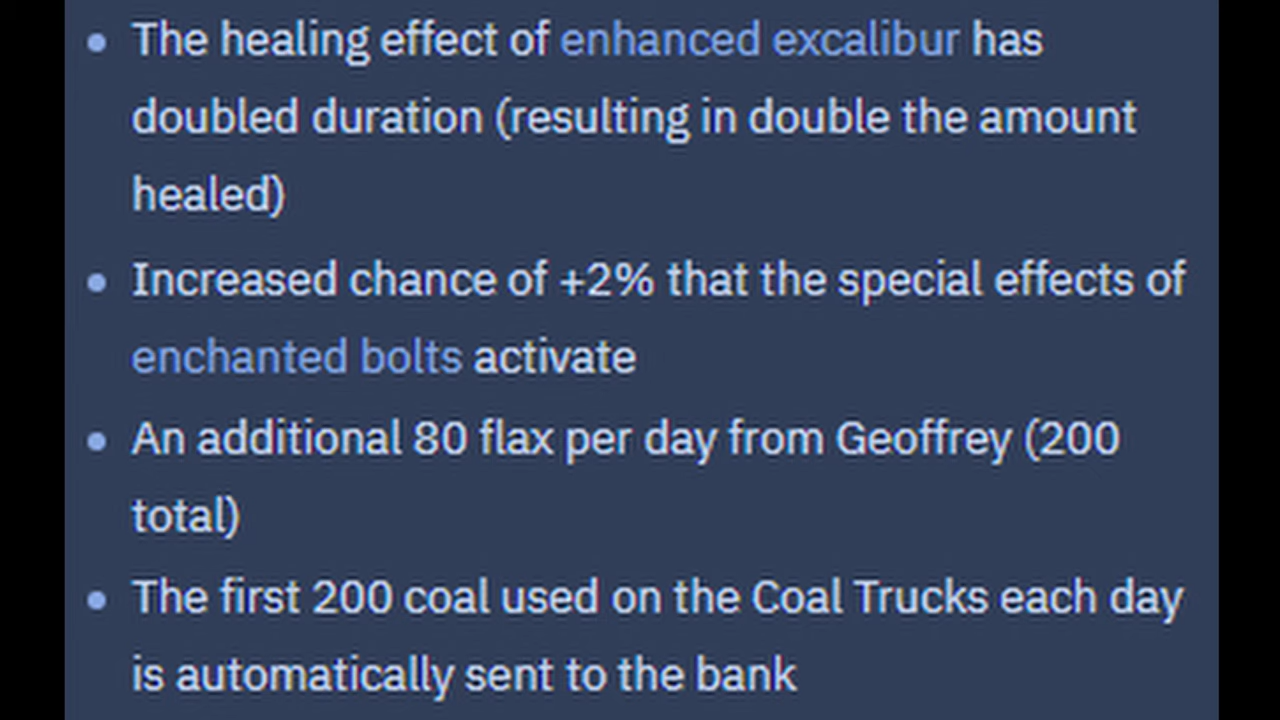 The healing effect of enhanced excalibur has
doubled duration (resulting in double the amount
healed)
Increased chance of +2% that the special effects of
enchanted bolts activate
An additional 80 flax per day from Geoffrey (200
total)
The first 200 coal used on the Coal Trucks each day
is automatically sent to the bank